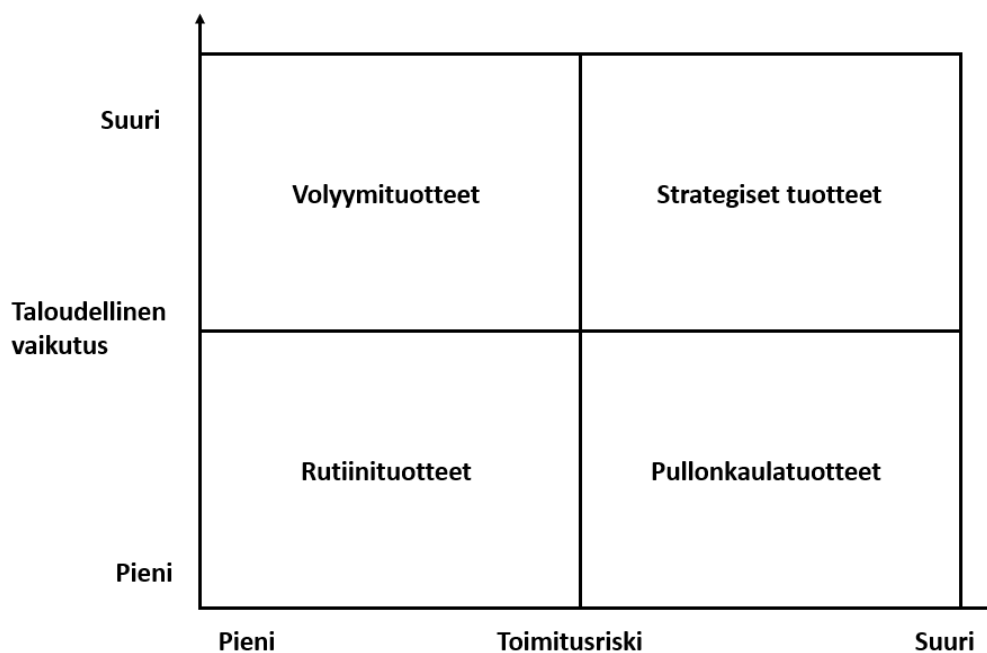 Suuri
Volyymituotteet
Strategiset tuotteet
Taloudellinen
vaikutus
Rutiinituotteet
Pullonkaulatuotteet
Pieni
Pieni
Toimitusriski
Suuri